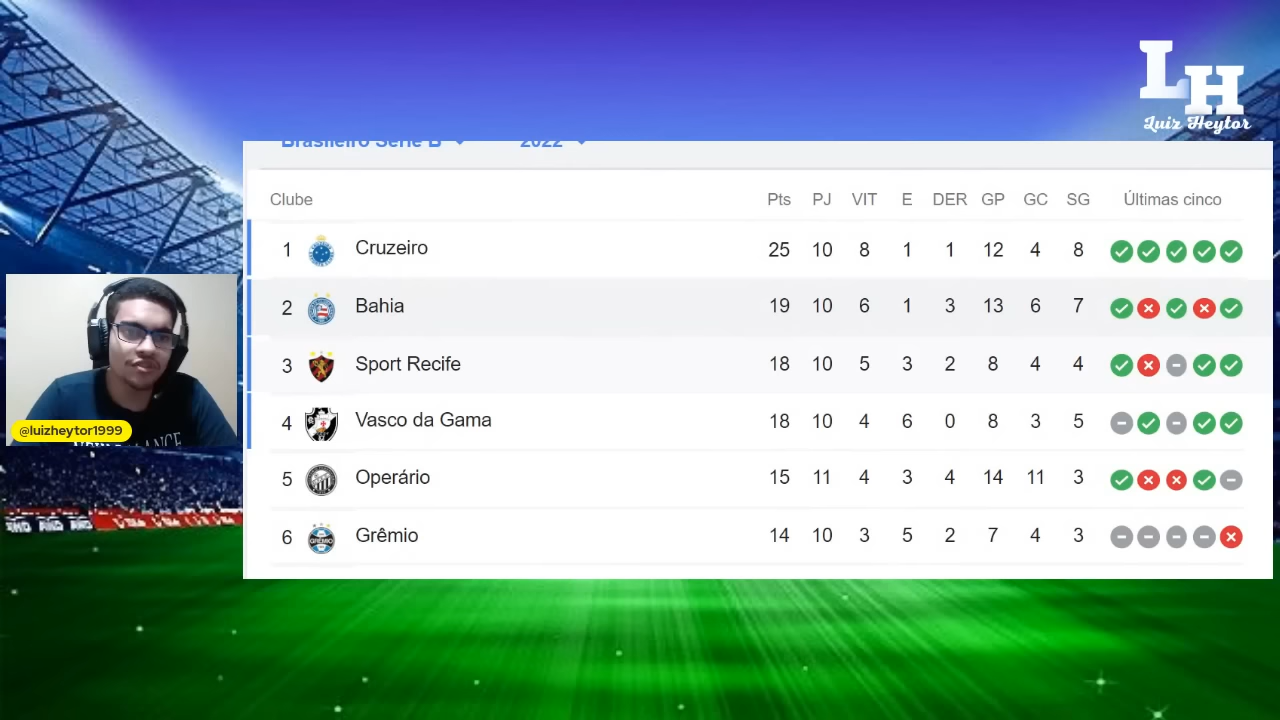 LH
Luiz Heytor
Brasileiro Série B 2022
Clube Pts PJ VIT E DER GP GC SG Últimas cinco
1 Cruzeiro 25 10 8 1 1 12 4 8
2 Bahia 19 10 6 1 3 13 6 7
3 Sport Recife 18 10 5 3 2 8 4 4
4 Vasco da Gama 18 10 4 6 0 8 3 5
5 Operário 15 11 4 3 4 14 11 3
6 Grêmio 14 10 3 5 2 7 4 3
@luizheytor1999